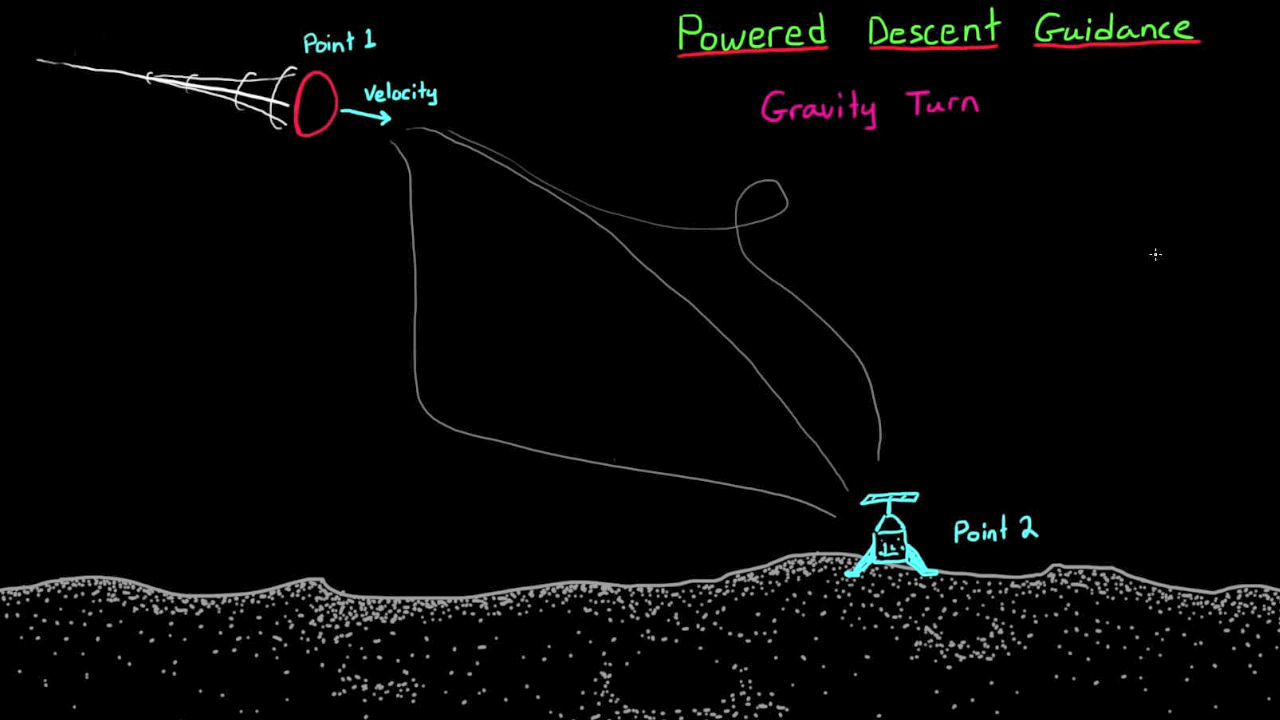 Powered Descent Guidance
Gravity Turn
Point 1
Velocity
Point 2